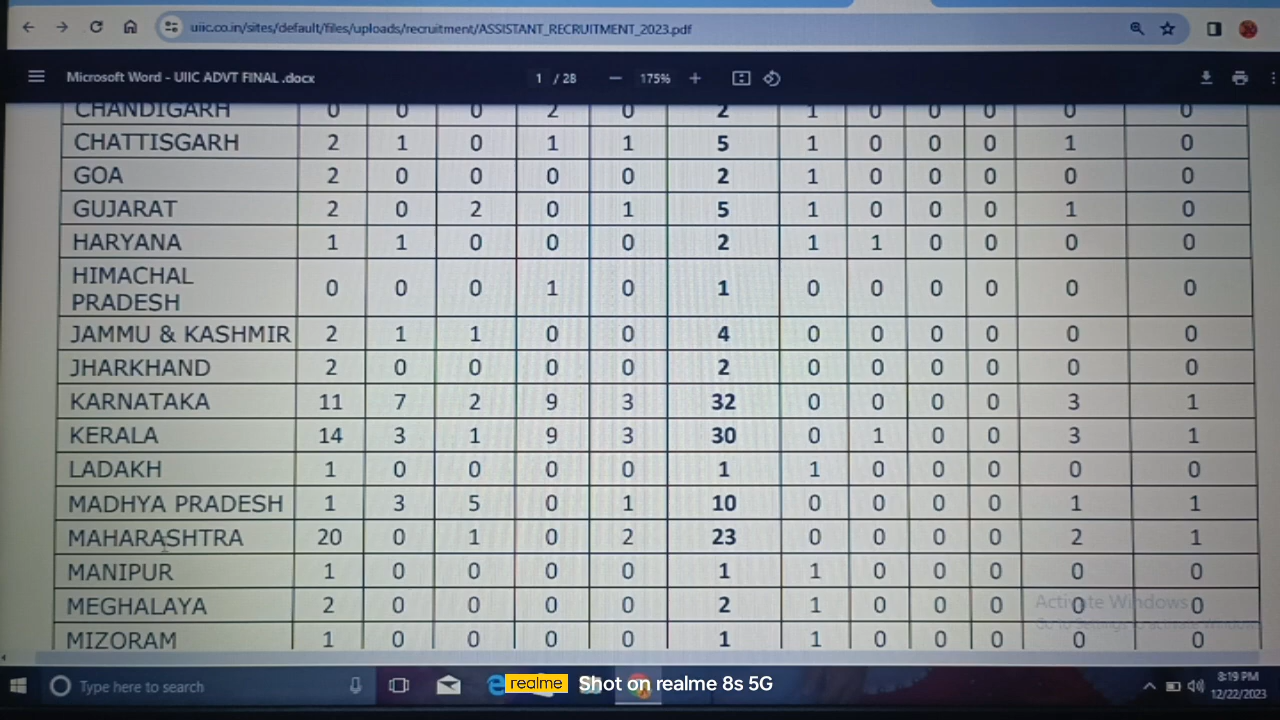 uiic.co.in/sites/default/files/uploads/recruitment/ASSISTANT_RECRUITMENT_2023.pdf
Microsoft Word - UIIC ADVT FINAL .docx 1 / 28 — 175% +
CHANDIGARH 0 0 0 2 0 2 1 0 0 0 0 0
CHATTISGARH 2 1 0 1 1 5 1 0 0 0 1 0
GOA 2 0 0 0 0 2 1 0 0 0 0 0
GUJARAT 2 0 2 0 1 5 1 0 0 0 1 0
HARYANA 1 1 0 0 0 2 1 1 0 0 0 0
HIMACHAL
PRADESH 0 0 0 1 0 1 0 0 0 0 0 0
JAMMU & KASHMIR 2 1 1 0 0 4 0 0 0 0 0 0
JHARKHAND 2 0 0 0 0 2 0 0 0 0 0 0
KARNATAKA 11 7 2 9 3 32 0 0 0 0 3 1
KERALA 14 3 1 9 3 30 0 1 0 0 3 1
LADAKH 1 0 0 0 0 1 1 0 0 0 0 0
MADHYA PRADESH 1 3 5 0 1 10 0 0 0 0 1 1
MAHARASHTRA 20 0 1 0 2 23 0 0 0 0 2 1
MANIPUR 1 0 0 0 0 1 1 0 0 0 0 0
MEGHALAYA 2 0 0 0 0 2 1 0 0 0 0 0
MIZORAM 1 0 0 0 0 1 1 0 0 0 0 0
Activate Windows
Go to Settings to activate Windows.
Type here to search
realme Shot on realme 8s 5G
8:19 PM
12/22/2023